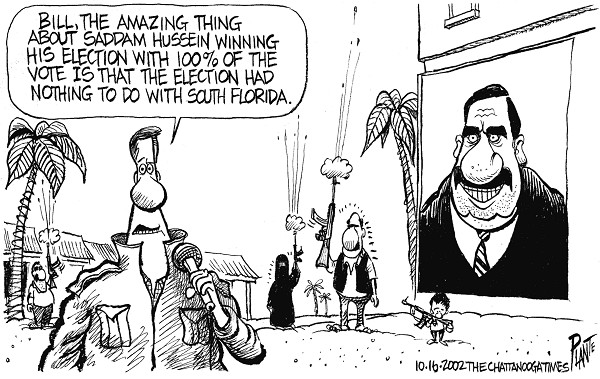 BILL, THE AMAZING THING
ABOUT SADDAM HUSSEIN WINNING
HIS ELECTION WITH 100% OF THE
VOTE IS THAT THE ELECTION HAD
NOTHING TO DO WITH SOUTH FLORIDA.
PLANTE
10-16-2002 THE CHATTANOOGA TIMES